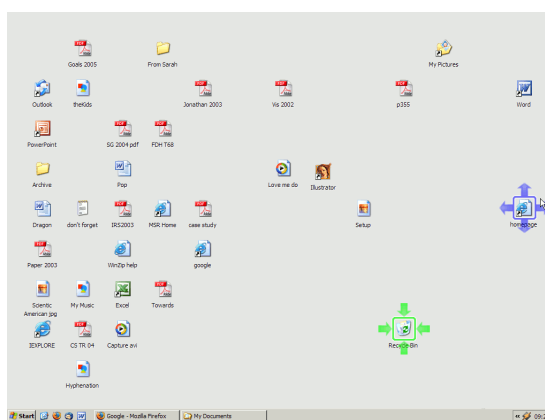 Goals 2005
From Sarah
My Pictures
Outlook
theKids
Jonathan 2003
Vis 2002
p355
Word
PowerPoint
SG 2004 pdf
FDH T68
Archive
Pop
Love me do
Illustrator
Dragon
don't forget
IRS2003
MSR Home
case study
Setup
homepage
Paper 2003
WinZip help
google
Scientic
American jpg
My Music
Excel
Towards
IEXPLORE
CS TR 04
Capture avi
Recycle Bin
Hyphenation
Start
Google - Mozilla Firefox
My Documents